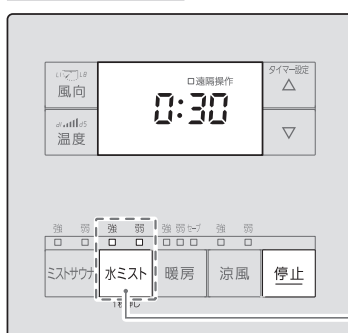 風向
□遠隔操作
0:30
タイマー設定
△
温度
▽
強 弱 強 弱 強 弱 セーブ 強 弱
ミストサウナ 水ミスト 暖房 涼風 停止